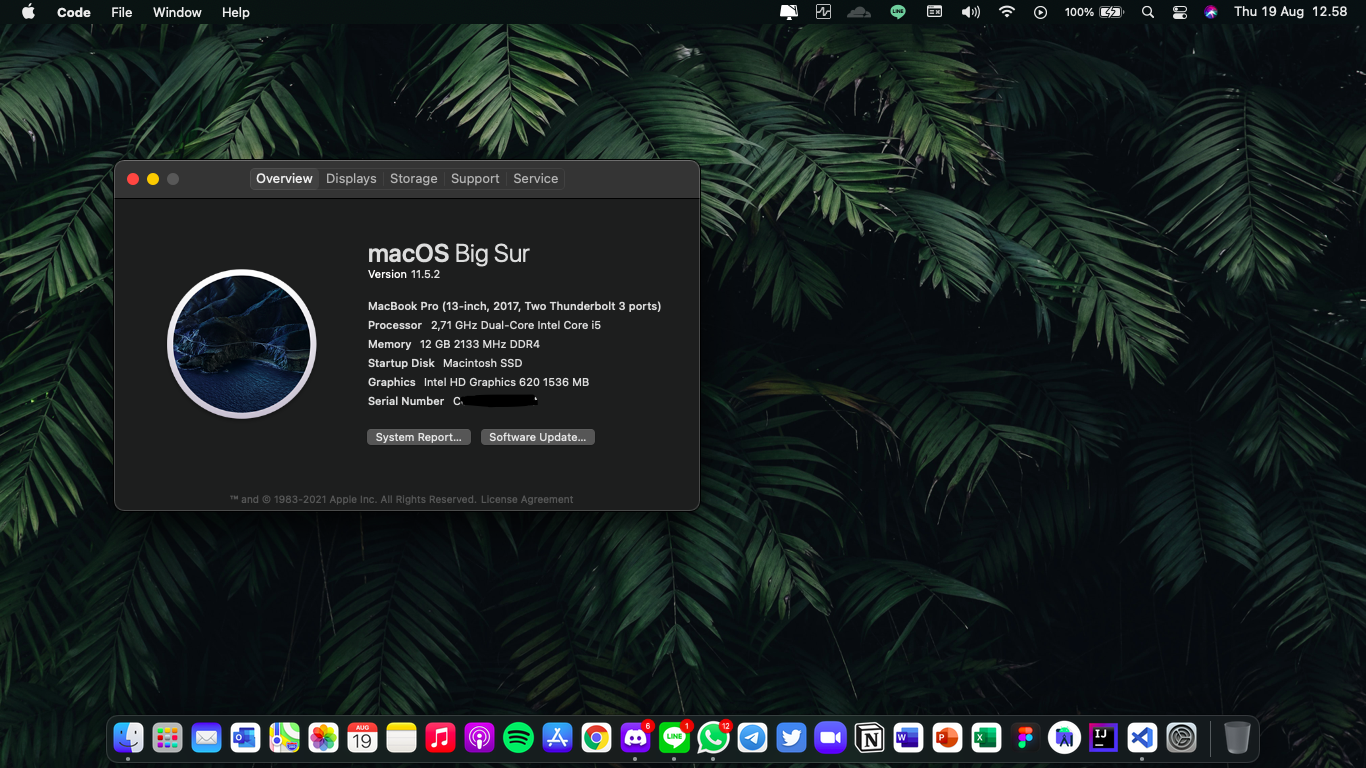 Code File Window Help LINE 100% Thu 19 Aug 12.58
Overview Displays Storage Support Service
macOS Big Sur
Version 11.5.2
MacBook Pro (13-inch, 2017, Two Thunderbolt 3 ports)
Processor 2,71 GHz Dual-Core Intel Core i5
Memory 12 GB 2133 MHz DDR4
Startup Disk Macintosh SSD
Graphics Intel HD Graphics 620 1536 MB
Serial Number C
System Report... Software Update...
™ and © 1983-2021 Apple Inc. All Rights Reserved. License Agreement
AUG 6 1 12
19 LINE N W P X IJ